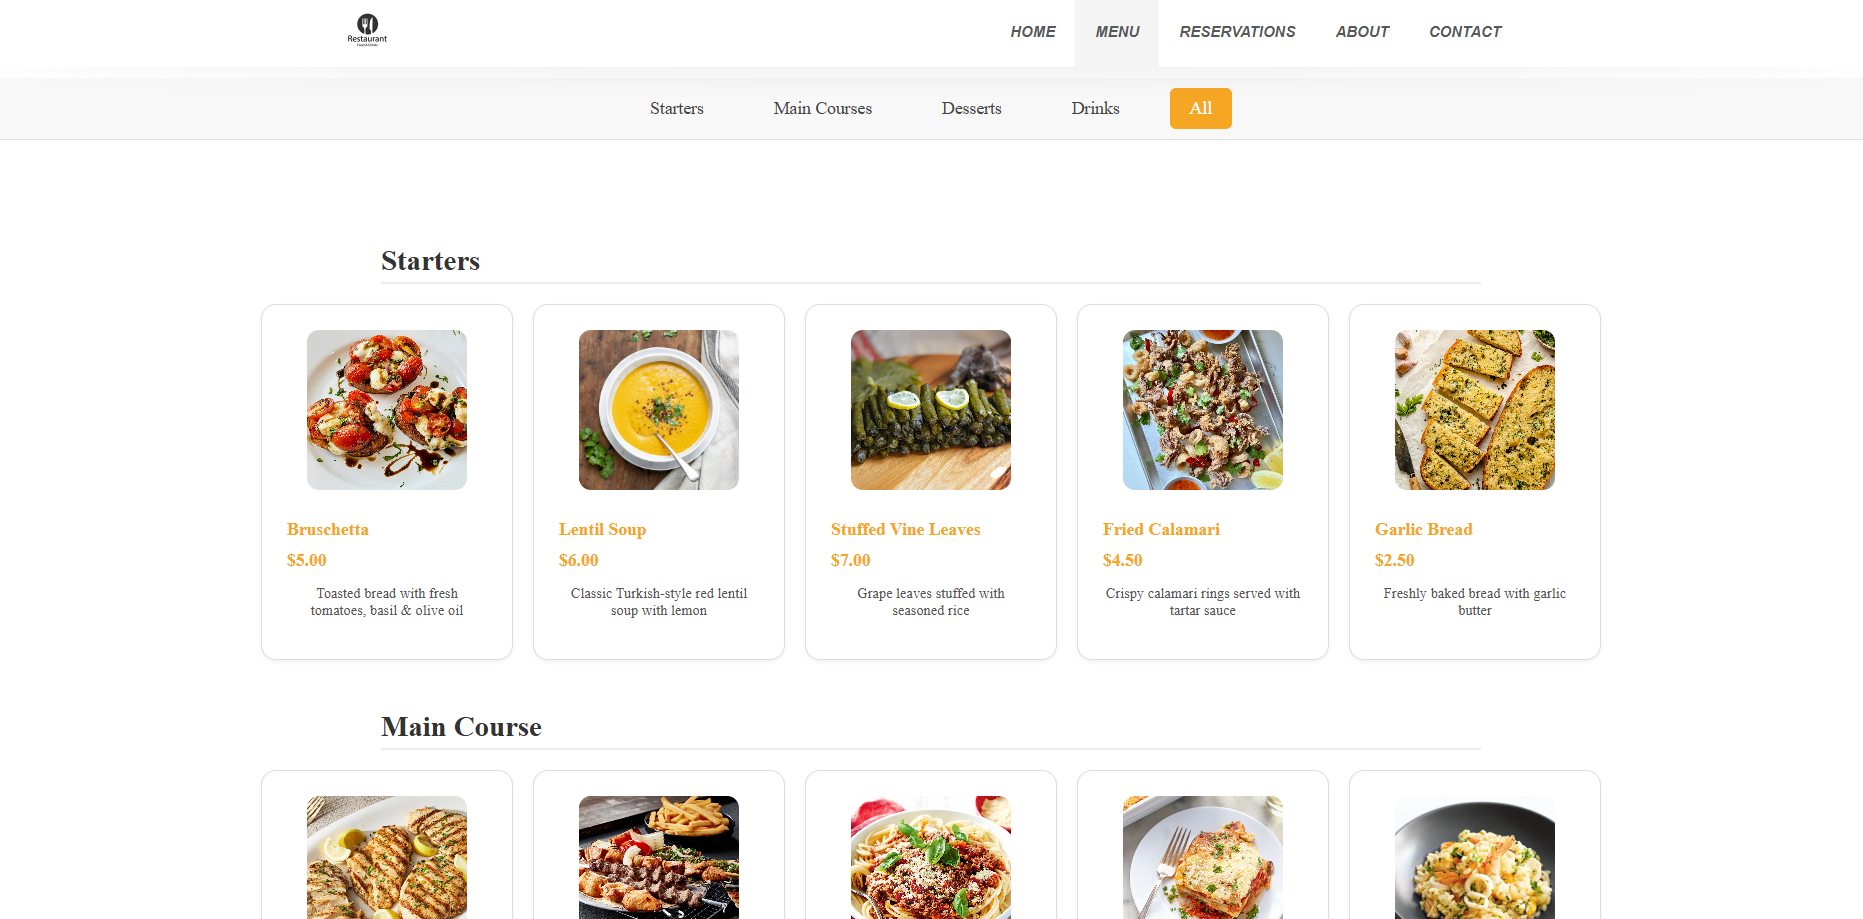 Restaurant
Food & Drinks
HOME
MENU
RESERVATIONS
ABOUT
CONTACT
Starters
Main Courses
Desserts
Drinks
All
Starters
Bruschetta
$5.00
Toasted bread with fresh
tomatoes, basil & olive oil
Lentil Soup
$6.00
Classic Turkish-style red lentil
soup with lemon
Stuffed Vine Leaves
$7.00
Grape leaves stuffed with
seasoned rice
Fried Calamari
$4.50
Crispy calamari rings served with
tartar sauce
Garlic Bread
$2.50
Freshly baked bread with garlic
butter
Main Course